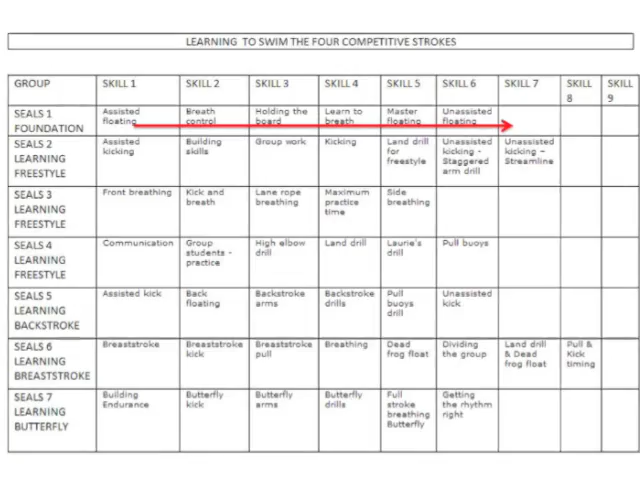 LEARNING TO SWIM THE FOUR COMPETITIVE STROKES
GROUP SKILL 1 SKILL 2 SKILL 3 SKILL 4 SKILL 5 SKILL 6 SKILL 7 SKILL SKILL
8 9
SEALS 1 Assisted Breath Holding the Learn to Master Unassisted
FOUNDATION floating control board breath floating floating
SEALS 2 Assisted Building Group work Kicking Land drill Unassisted Unassisted
LEARNING kicking skills for kicking - kicking –
FREESTYLE freestyle Staggered Streamline
arm drill
SEALS 3 Front breathing Kick and Lane rope Maximum Side
LEARNING breath breathing practice breathing
FREESTYLE time
SEALS 4 Communication Group High elbow Land drill Laurie's Pull buoys
LEARNING students - drill drill
FREESTYLE practice
SEALS 5 Assisted kick Back Backstroke Backstroke Pull Unassisted
LEARNING floating arms drills buoys kick
BACKSTROKE drill
SEALS 6 Breaststroke Breaststroke Breaststroke Breathing Dead Dividing Land drill Pull &
LEARNING kick pull frog float the group & Dead Kick
BREASTSTROKE frog float timing
SEALS 7 Building Butterfly Butterfly Butterfly Full Getting
LEARNING Endurance kick arms drills stroke the rhythm
BUTTERFLY breathing right
Butterfly